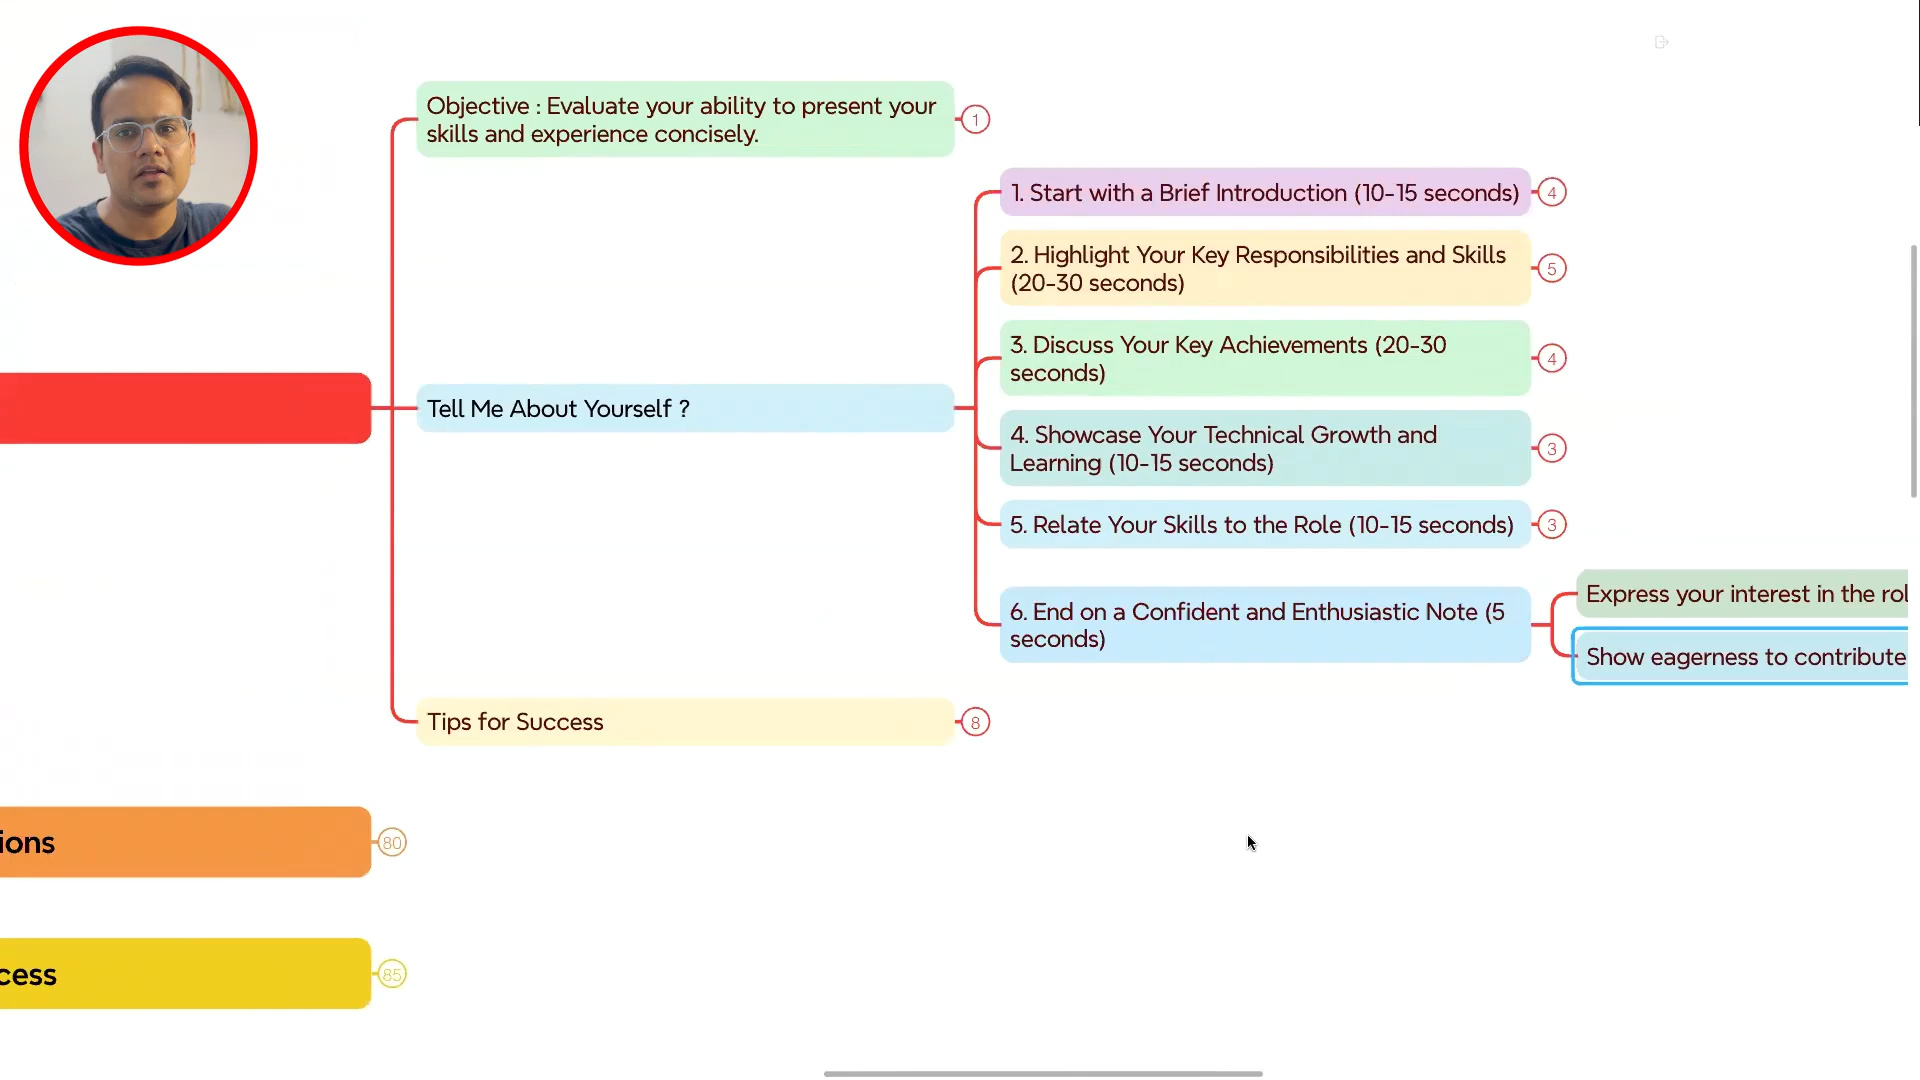 Objective : Evaluate your ability to present your
skills and experience concisely.
1
1. Start with a Brief Introduction (10-15 seconds)
4
2. Highlight Your Key Responsibilities and Skills
(20-30 seconds)
5
3. Discuss Your Key Achievements (20-30
seconds)
4
Tell Me About Yourself ?
4. Showcase Your Technical Growth and
Learning (10-15 seconds)
3
5. Relate Your Skills to the Role (10-15 seconds)
3
6. End on a Confident and Enthusiastic Note (5
seconds)
Express your interest in the rol
Show eagerness to contribute
Tips for Success
8
ions
80
cess
85